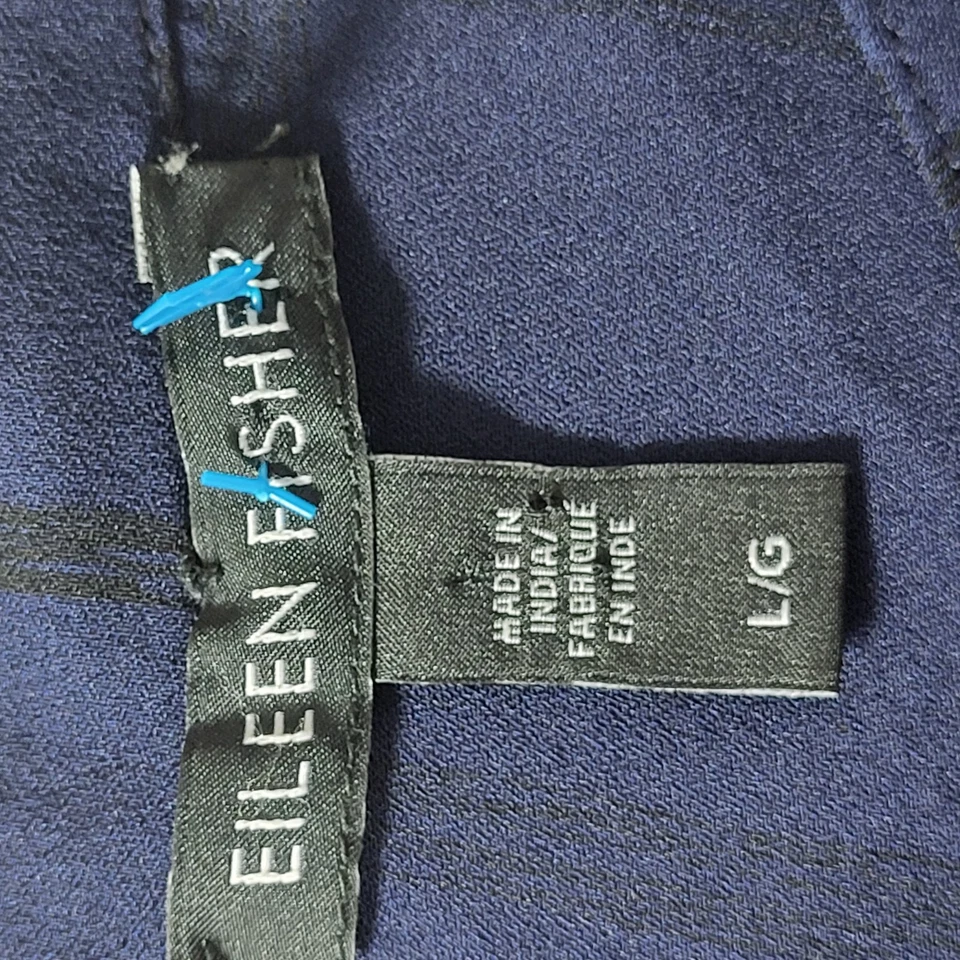 EILEEN FISHER
MADE IN
INDIA/
FABRIQUÉ
EN INDE
L/G